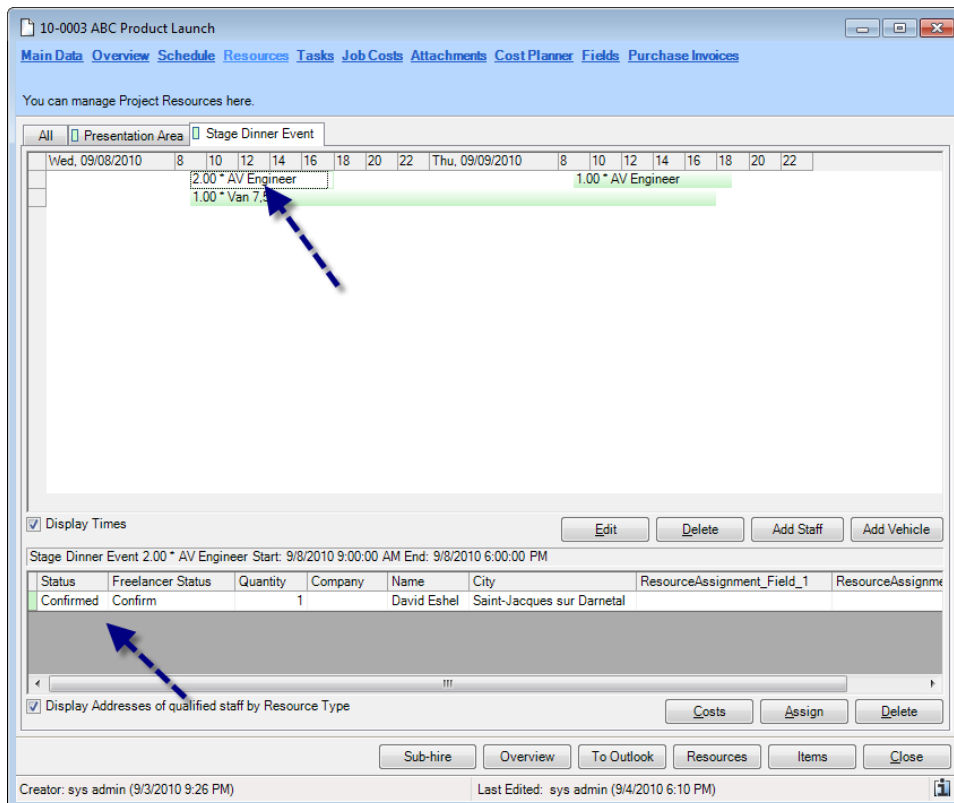 10-0003 ABC Product Launch
Main Data Overview Schedule Resources Tasks Job Costs Attachments Cost Planner Fields Purchase Invoices
You can manage Project Resources here.
All Presentation Area Stage Dinner Event
Wed, 09/08/2010 8 10 12 14 16 18 20 22 Thu, 09/09/2010 8 10 12 14 16 18 20 22
2.00 * AV Engineer 1.00 * AV Engineer
1.00 * Van 7,5
Display Times Edit Delete Add Staff Add Vehicle
Stage Dinner Event 2.00 * AV Engineer Start: 9/8/2010 9:00:00 AM End: 9/8/2010 6:00:00 PM
Status Freelancer Status Quantity Company Name City ResourceAssignment_Field_1 ResourceAssignme
Confirmed Confirm 1 David Eshel Saint-Jacques sur Darnetal
Display Addresses of qualified staff by Resource Type Costs Assign Delete
Sub-hire Overview To Outlook Resources Items Close
Creator: sys admin (9/3/2010 9:26 PM) Last Edited: sys admin (9/4/2010 6:10 PM)